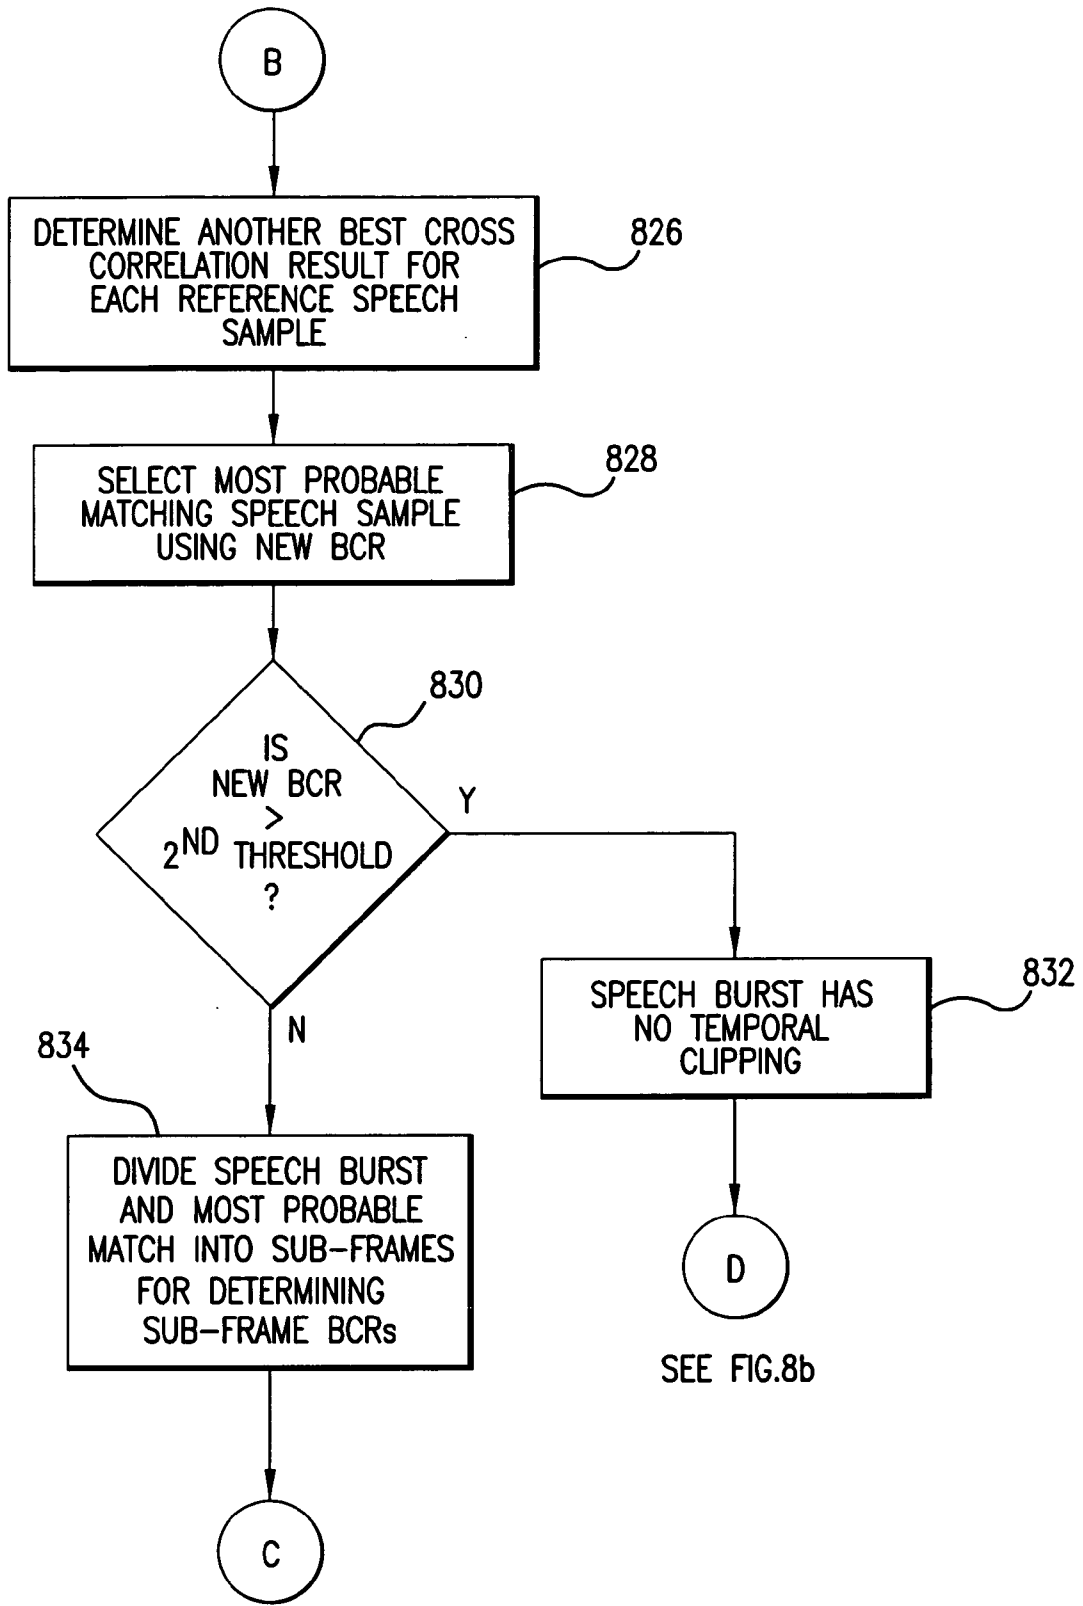 B
DETERMINE ANOTHER BEST CROSS
CORRELATION RESULT FOR
EACH REFERENCE SPEECH
SAMPLE
826
SELECT MOST PROBABLE
MATCHING SPEECH SAMPLE
USING NEW BCR
828
830
IS
NEW BCR
>
2ND THRESHOLD
?
Y
N
SPEECH BURST HAS
NO TEMPORAL
CLIPPING
832
834
DIVIDE SPEECH BURST
AND MOST PROBABLE
MATCH INTO SUB-FRAMES
FOR DETERMINING
SUB-FRAME BCRs
D
SEE FIG.8b
C